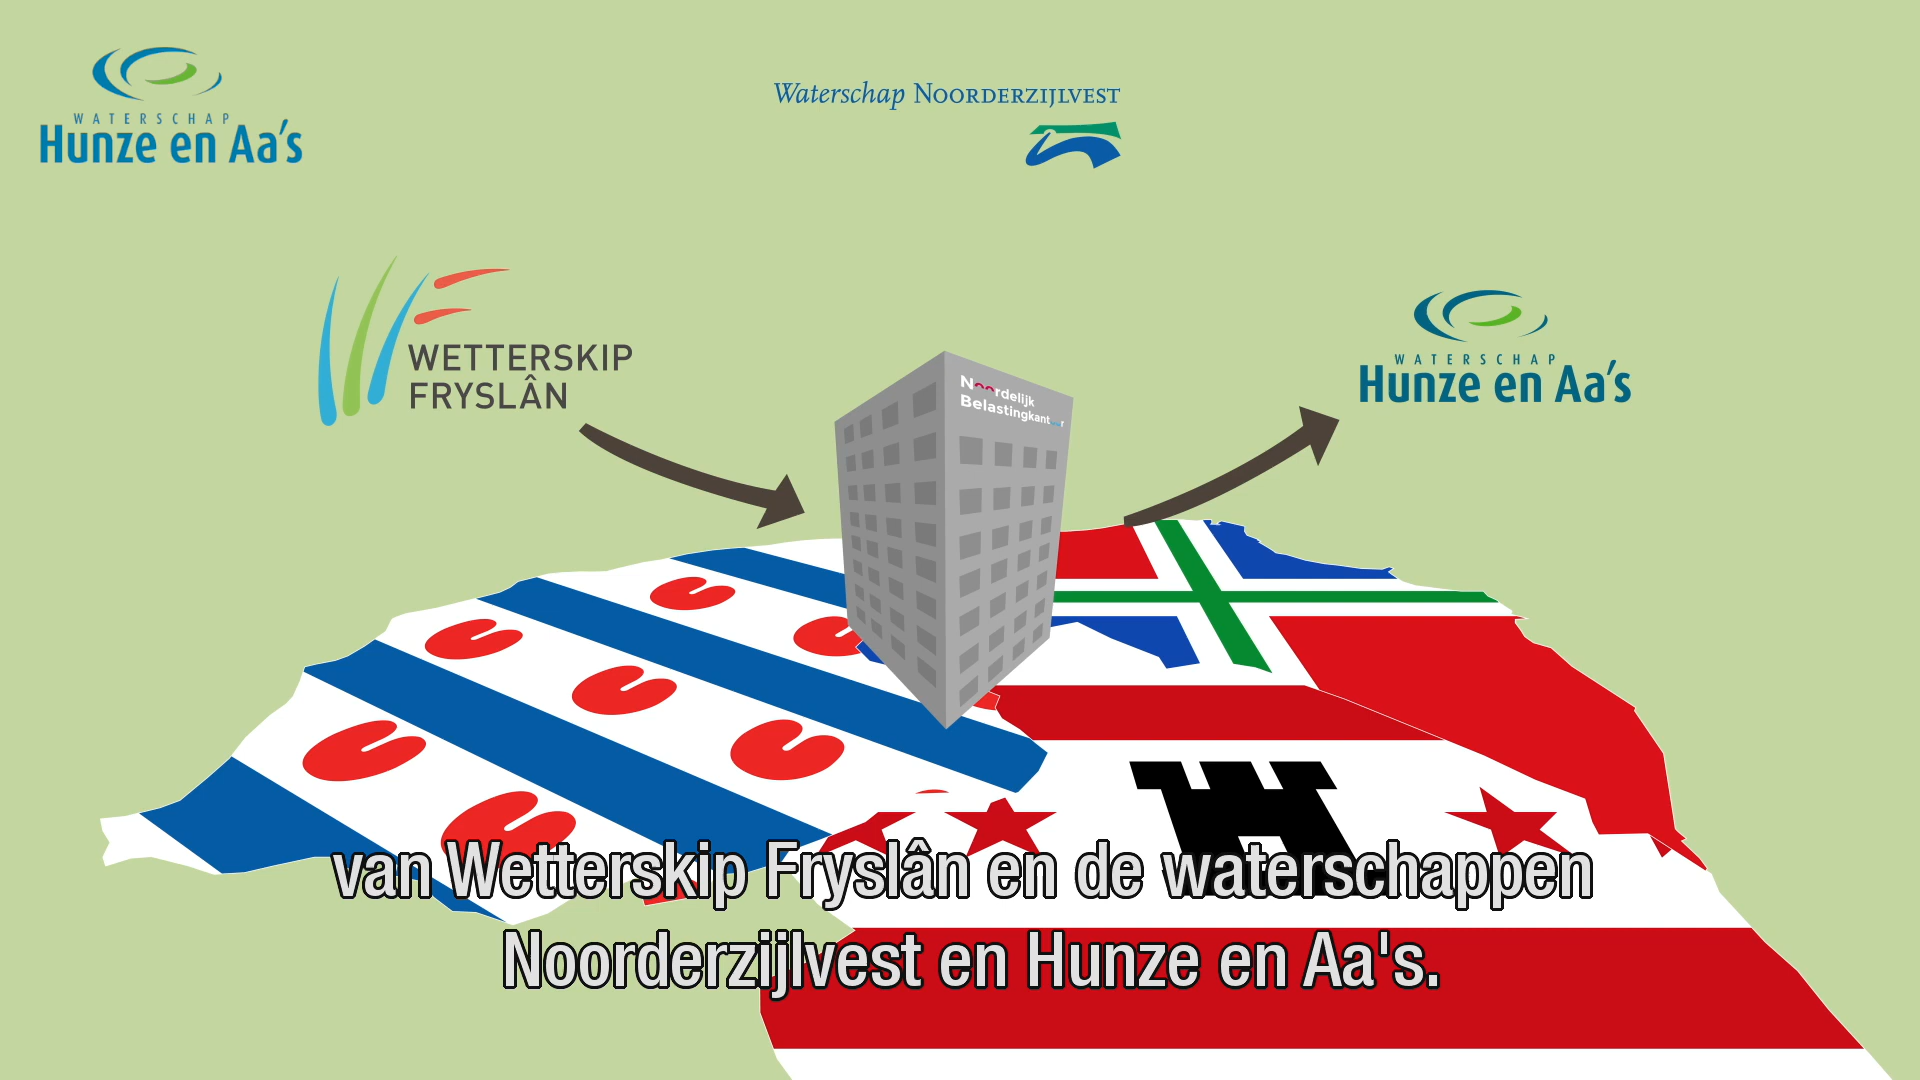 WATERSCHAP
Hunze en Aa's
Waterschap NOORDERZIJLVEST
WETTERSKIP
FRYSLÂN
Noordelijk
Belastingkantoor
WATERSCHAP
Hunze en Aa's
van Wetterskip Fryslân en de waterschappen
Noorderzijlvest en Hunze en Aa's.